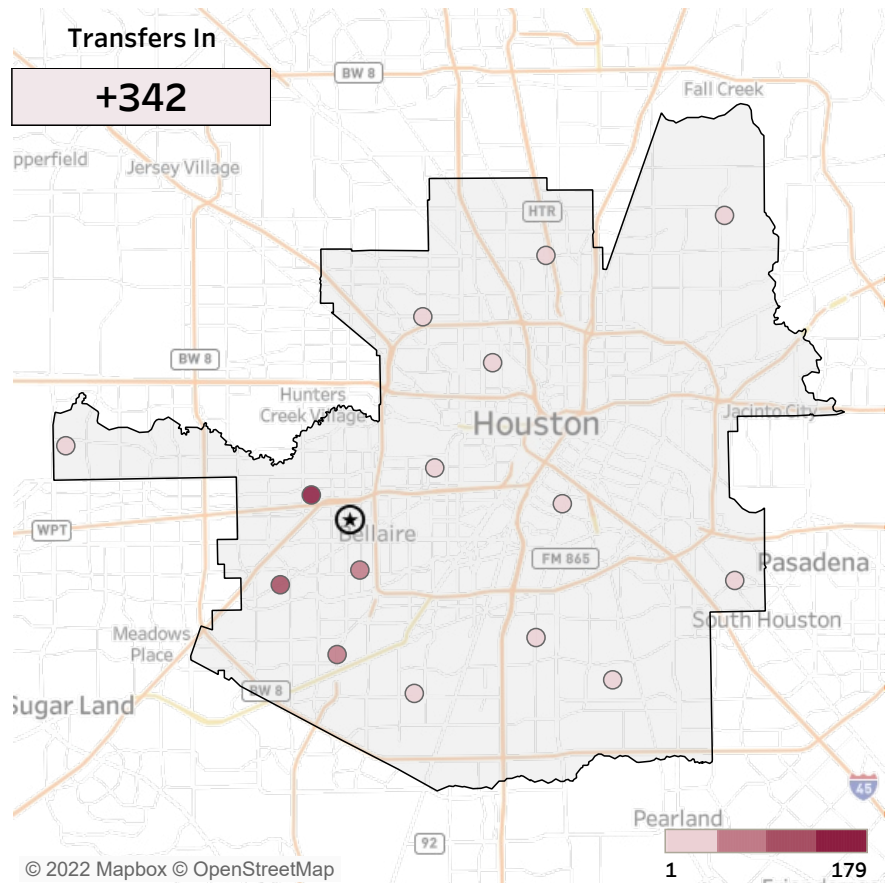 Transfers In
+342
BW 8
Fall Creek
pperfield
Jersey Village
HTR
BW 8
Hunters
Creek Village
Jacinto City
Houston
WPT
Bellaire
FM 865
Pasadena
South Houston
Meadows
Place
BW 8
Sugar Land
45
Pearland
92
1
179
© 2022 Mapbox © OpenStreetMap